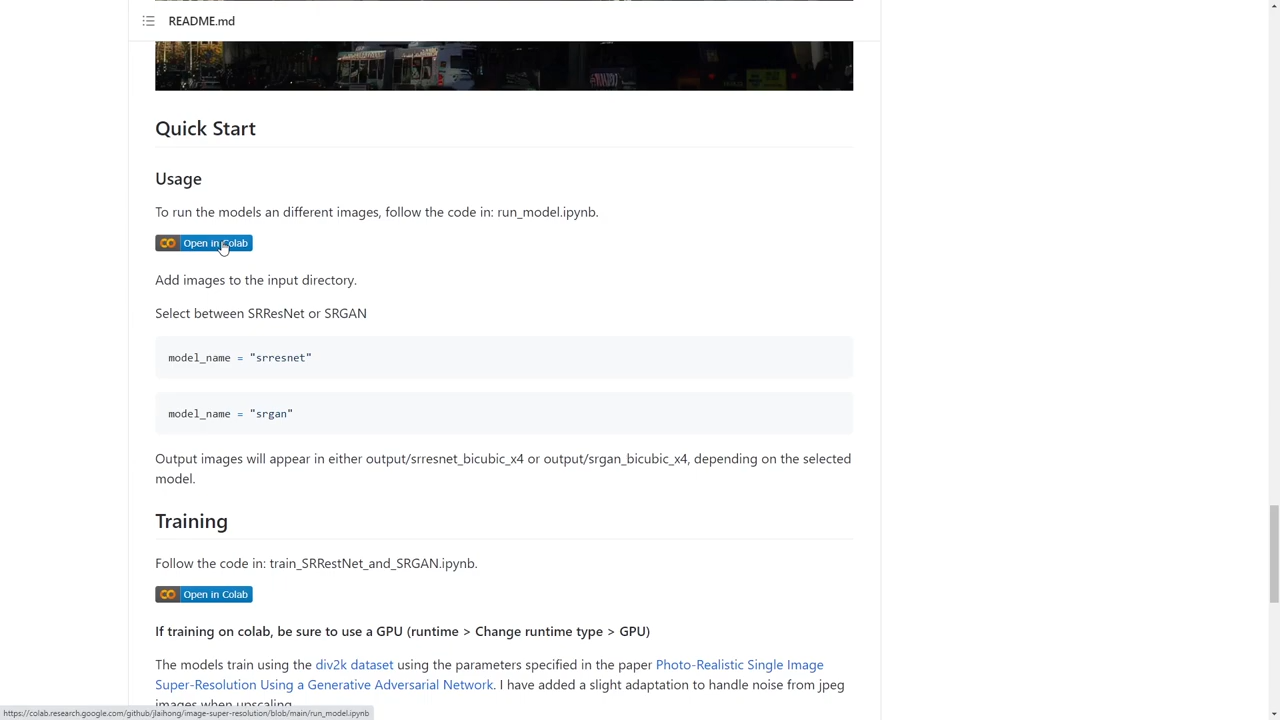 README.md
Quick Start
Usage
To run the models an different images, follow the code in: run_model.ipynb.
Open in Colab
Add images to the input directory.
Select between SRResNet or SRGAN
model_name = "srresnet"
model_name = "srgan"
Output images will appear in either output/srresnet_bicubic_x4 or output/srgan_bicubic_x4, depending on the selected
model.
Training
Follow the code in: train_SRRestNet_and_SRGAN.ipynb.
Open in Colab
If training on colab, be sure to use a GPU (runtime > Change runtime type > GPU)
The models train using the div2k dataset using the parameters specified in the paper Photo-Realistic Single Image
Super-Resolution Using a Generative Adversarial Network. I have added a slight adaptation to handle noise from jpeg
images when upscaling.
https://colab.research.google.com/github/jlaihong/image-super-resolution/blob/main/run_model.ipynb